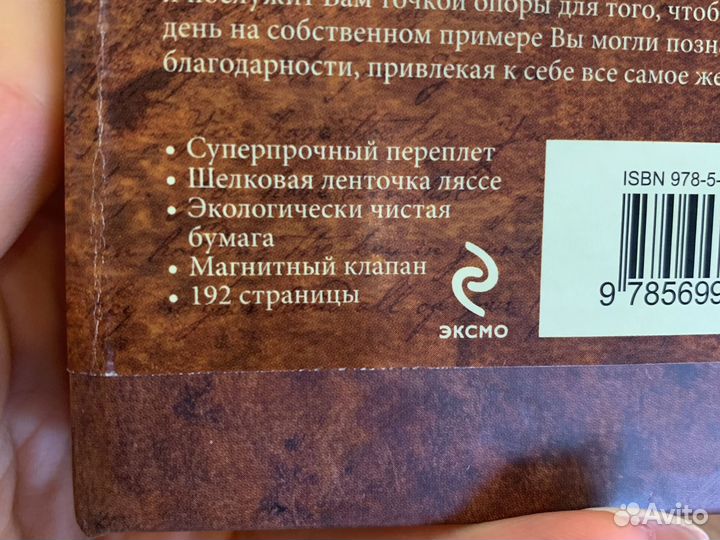 послужит Вам точкой опоры для того, чтоб
день на собственном примере Вы могли позна
благодарности, привлекая к себе все самое же
• Суперпрочный переплет
• Шелковая ленточка ляссе
• Экологически чистая
бумага
• Магнитный клапан
• 192 страницы
эксмо
ISBN 978-5-
9 785699
Avito